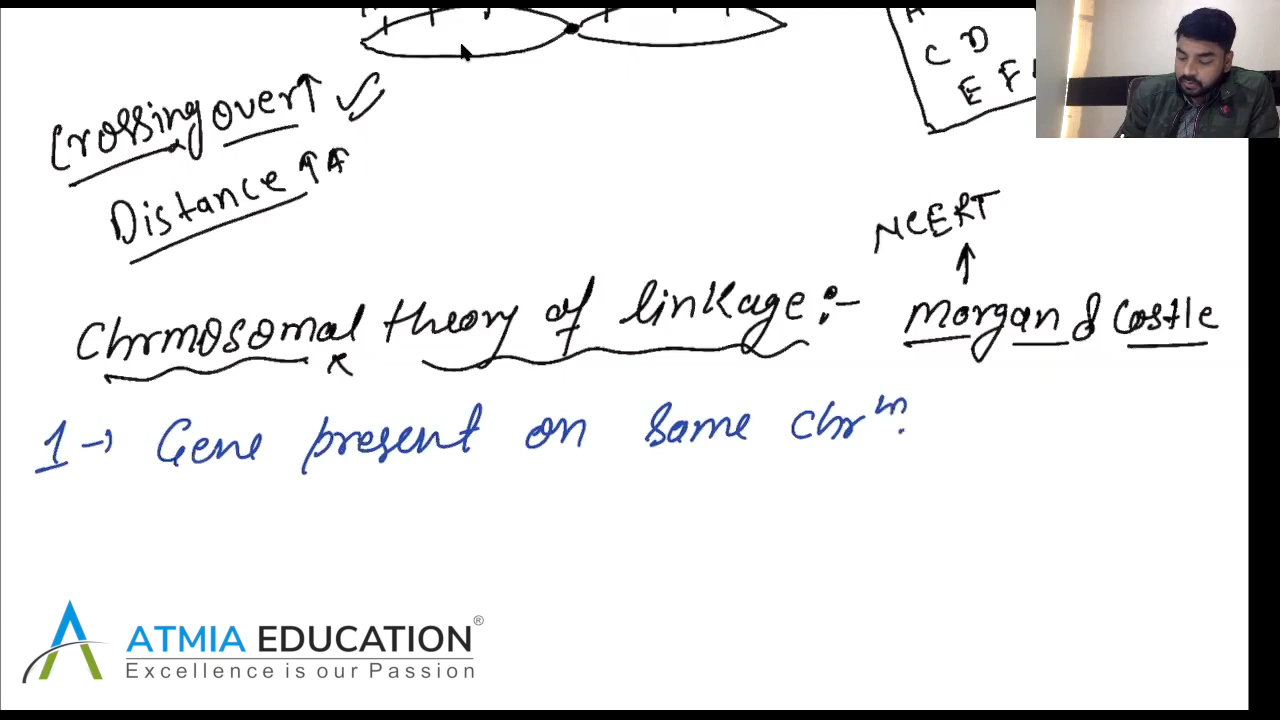 C D
E F
Crossing over↑ ✓
Distance ↑↑
NCERT
↑
Chrmosomal theory of linkage :- Morgan & Castle
1→ Gene present on same chrm.
ATMIA EDUCATION®
Excellence is our Passion